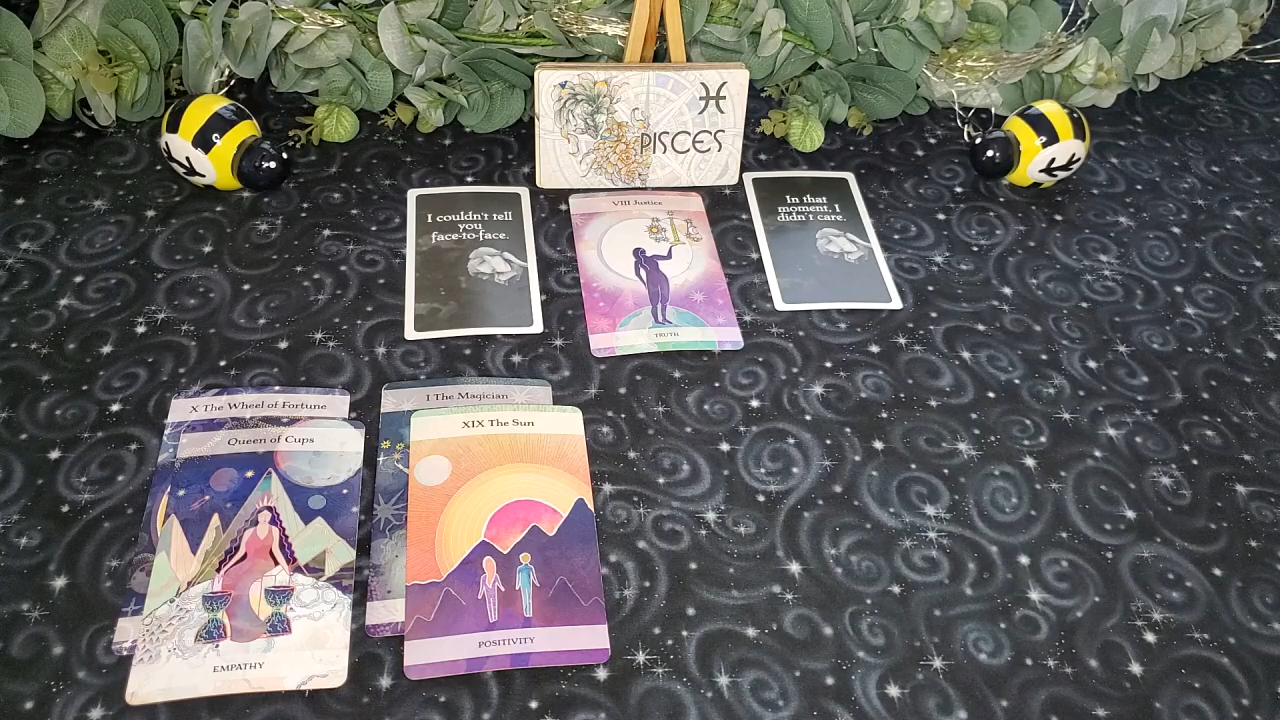 PISCES
I couldn't tell
you
face-to-face.
VIII Justice
TRUTH
In that
moment, I
didn't care.
X The Wheel of Fortune
Queen of Cups
EMPATHY
I The Magician
XIX The Sun
POSITIVITY